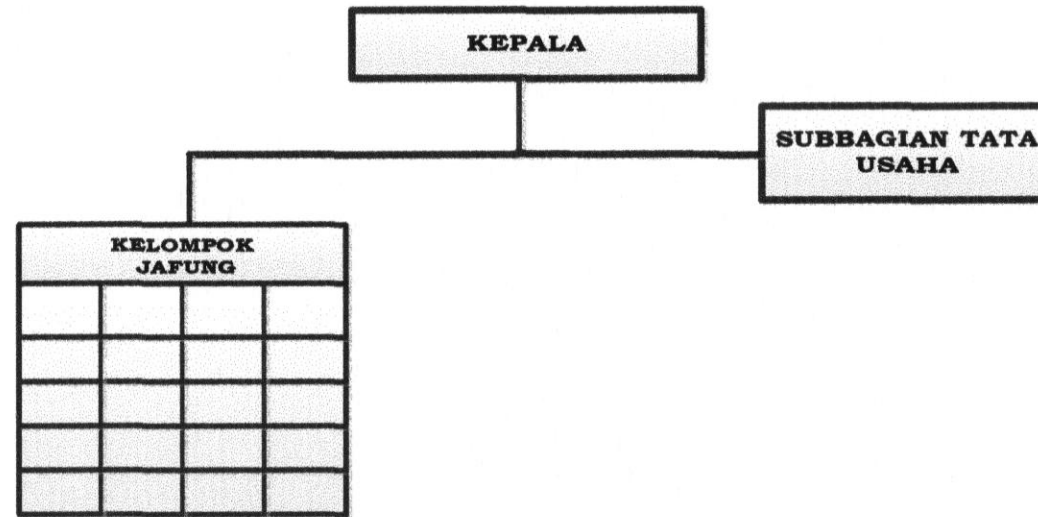 KEPALA
SUBBAGIAN TATA
USAHA
KELOMPOK
JAFUNG